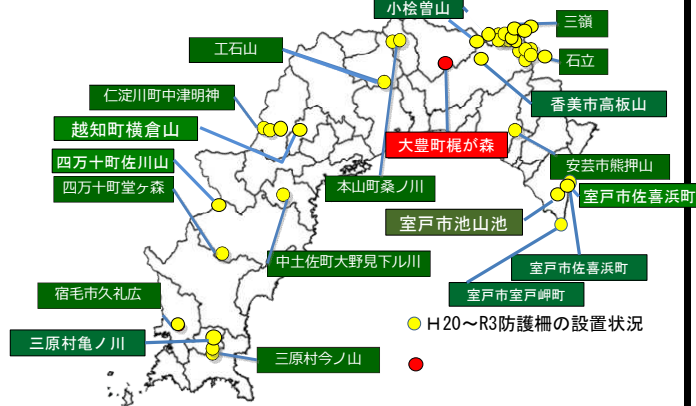 小桧曽山
三嶺
工石山
石立
仁淀川町中津明神
香美市高板山
越知町横倉山
大豊町梶が森
四万十町佐川山
安芸市熊押山
四万十町堂ヶ森
本山町桑ノ川
室戸市佐喜浜町
室戸市池山池
中土佐町大野見下ル川
室戸市佐喜浜町
宿毛市久礼広
室戸市室戸岬町
H20～R3防護柵の設置状況
三原村亀ノ川
三原村今ノ山